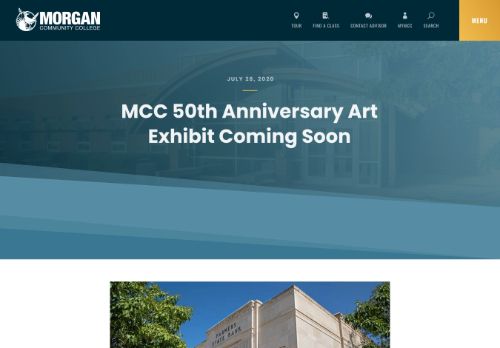 MORGAN
COMMUNITY COLLEGE
TOUR
FIND A CLASS
CONTACT ADVISOR
MYMCC
SEARCH
MENU
JULY 28, 2020
MCC 50th Anniversary Art
Exhibit Coming Soon
FARMERS
STATE BANK